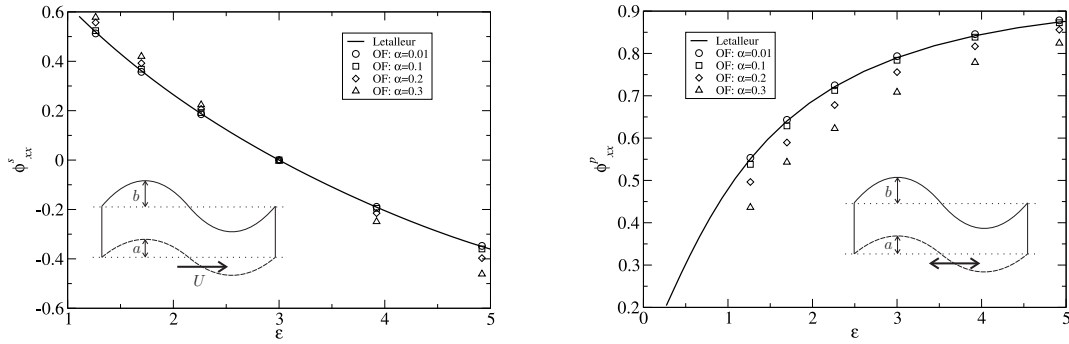 0.6
0.4
0.2
0
-0.2
-0.4
-0.6
ϕˢₓₓ
Letalleur
OF: α=0.01
OF: α=0.1
OF: α=0.2
OF: α=0.3
b
a
U
1 2 3 4 5
ε
0.9
0.8
0.7
0.6
0.5
0.4
0.3
0.2
ϕᵖₓₓ
Letalleur
OF: α=0.01
OF: α=0.1
OF: α=0.2
OF: α=0.3
b
a
0 1 2 3 4 5
ε